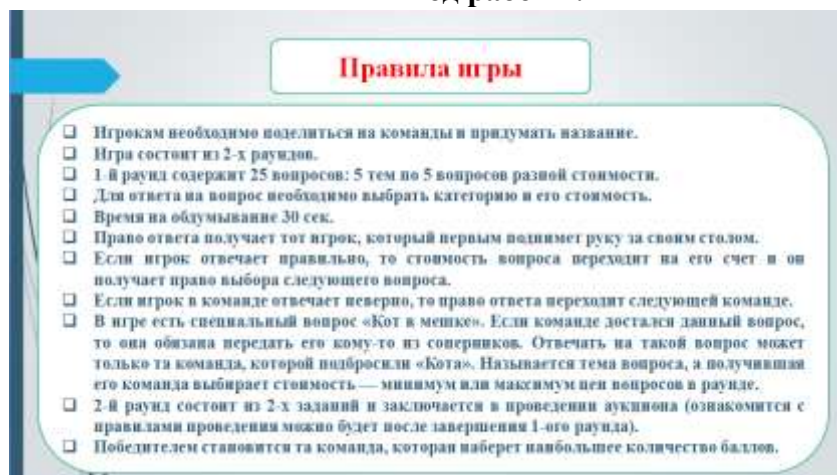 Правила игры
❑ Игрокам необходимо поделиться на команды и придумать название.
❑ Игра состоит из 2-х раундов.
❑ 1-й раунд содержит 25 вопросов: 5 тем по 5 вопросов разной стоимости.
❑ Для ответа на вопрос необходимо выбрать категорию и его стоимость.
❑ Время на обдумывание 30 сек.
❑ Право ответа получает тот игрок, который первым поднимет руку за своим столом.
❑ Если игрок отвечает правильно, то стоимость вопроса переходит на его счет и он
получает право выбора следующего вопроса.
❑ Если игрок в команде отвечает неверно, то право ответа переходит следующей команде.
❑ В игре есть специальный вопрос «Кот в мешке». Если команде достался данный вопрос,
то она обязана передать его кому-то из соперников. Отвечать на такой вопрос может
только та команда, которой подбросили «Кота». Называется тема вопроса, а получившая
его команда выбирает стоимость — минимум или максимум цен вопросов в раунде.
❑ 2-й раунд состоит из 2-х заданий и заключается в проведении аукциона (ознакомится с
правилами проведения можно будет после завершения 1-ого раунда).
❑ Победителем становится та команда, которая наберет наибольшее количество баллов.